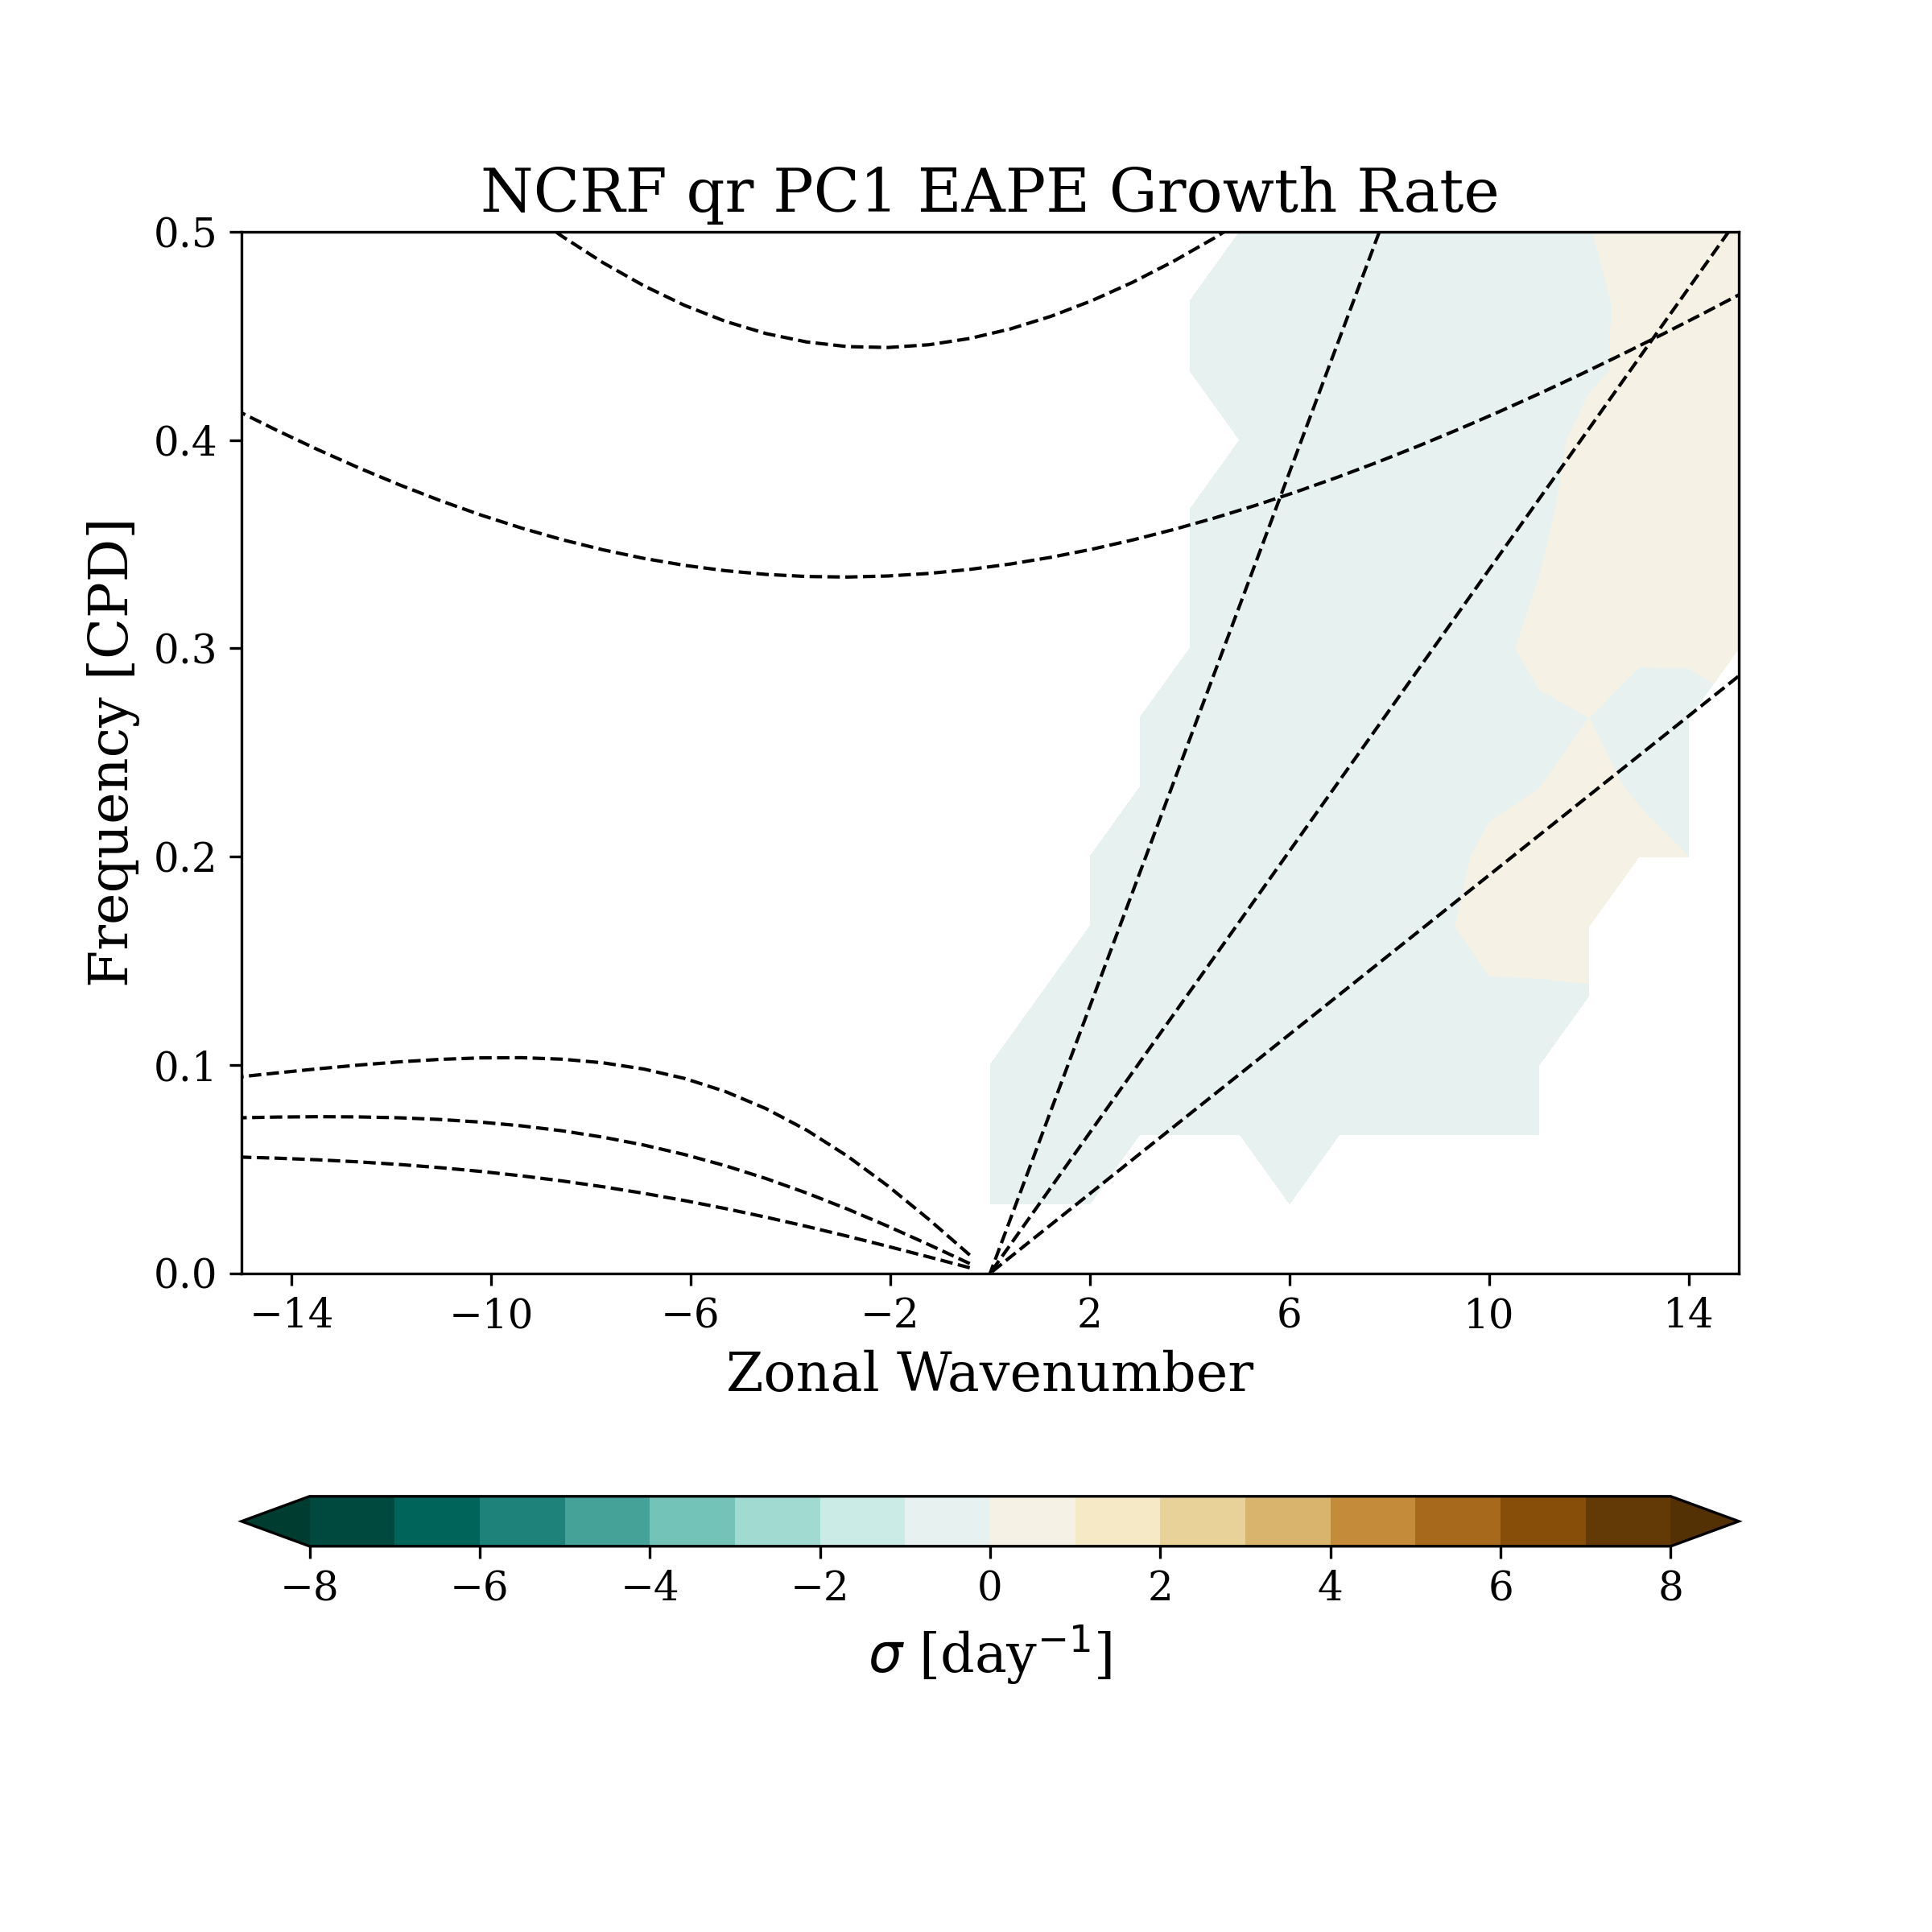 NCRF qr PC1 EAPE Growth Rate
0.5
0.4
0.3
0.2
0.1
0.0
Frequency [CPD]
−14 −10 −6 −2 2 6 10 14
Zonal Wavenumber
−8 −6 −4 −2 0 2 4 6 8
σ [day⁻¹]